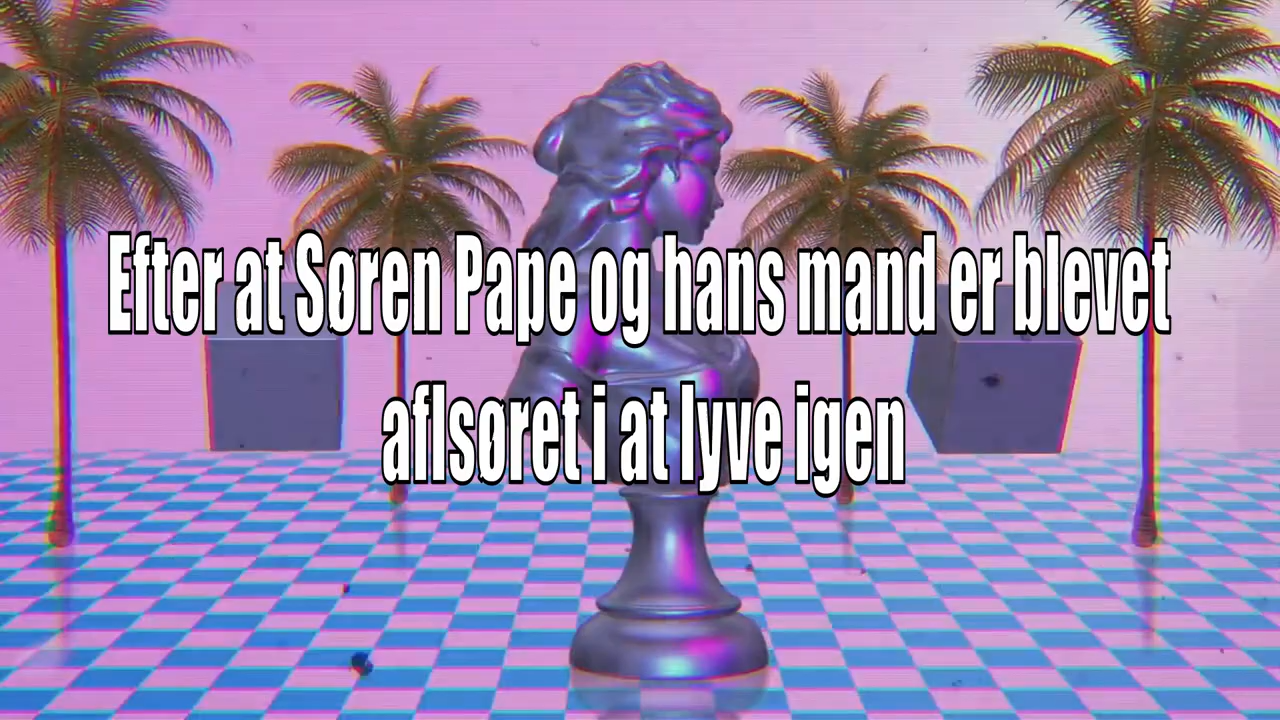 Efter at Søren Pape og hans mand er blevet
aflsøret i at lyve igen